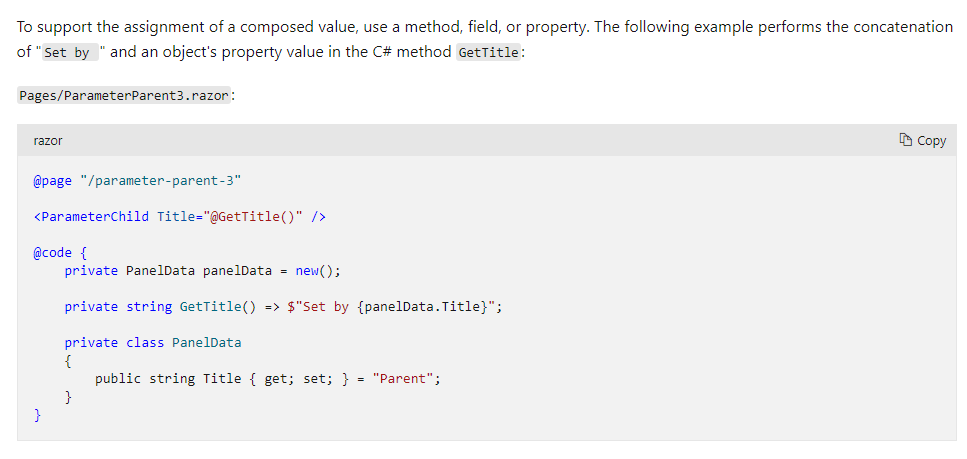 To support the assignment of a composed value, use a method, field, or property. The following example performs the concatenation
of "Set by " and an object's property value in the C# method GetTitle:
Pages/ParameterParent3.razor:
razor
Copy
@page "/parameter-parent-3"
<ParameterChild Title="@GetTitle()" />
@code {
    private PanelData panelData = new();
    private string GetTitle() => $"Set by {panelData.Title}";
    private class PanelData
    {
        public string Title { get; set; } = "Parent";
    }
}